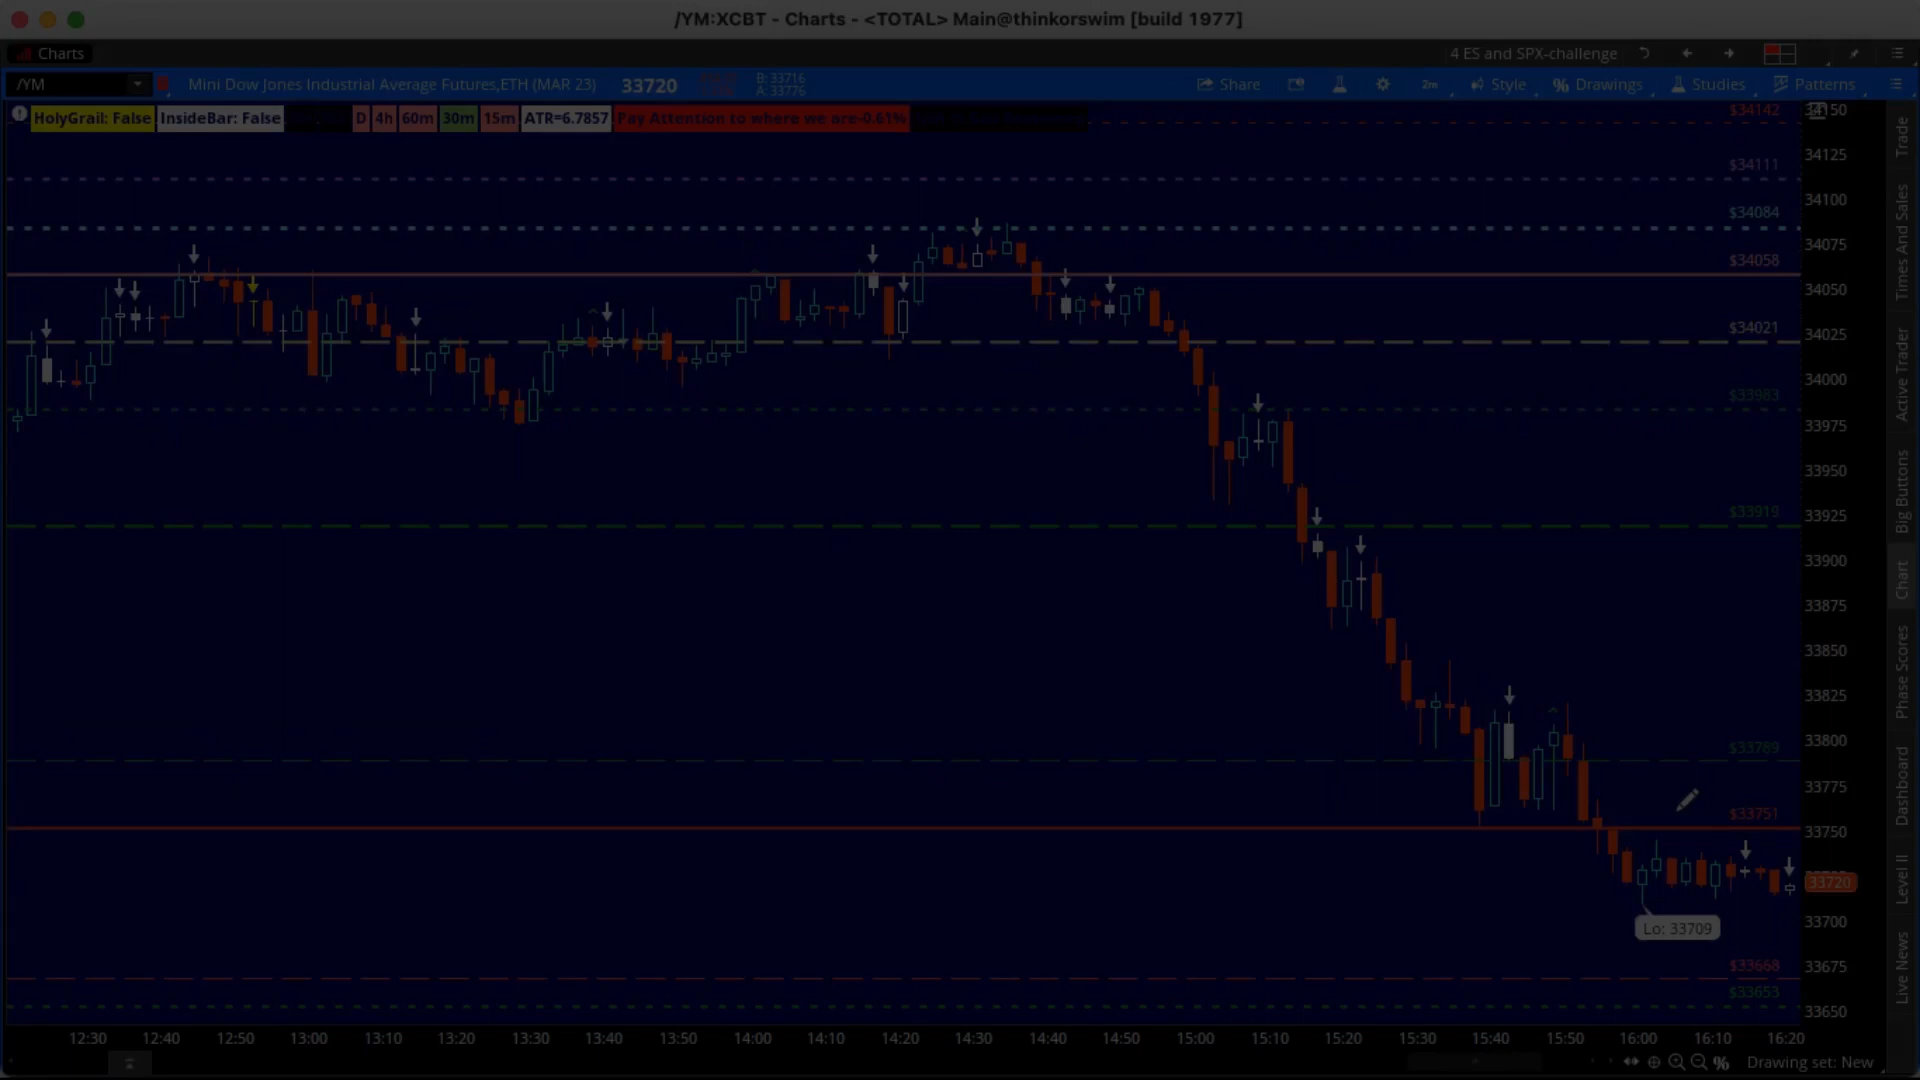 /YM:XCBT - Charts - <TOTAL> Main@thinkorswim [build 1977]
Charts
4 ES and SPX-challenge
/YM
Mini Dow Jones Industrial Average Futures,ETH (MAR 23)
33720
B: 33716
A: 33776
Share
2m
Style
Drawings
Studies
Patterns
HolyGrail: False
InsideBar: False
D
4h
60m
30m
15m
ATR=6.7857
Pay Attention to where we are-0.61%
$34142
$34111
$34084
$34058
$34021
$33983
$33919
$33789
$33751
$33668
$33653
34150
34125
34100
34075
34050
34025
34000
33975
33950
33925
33900
33875
33850
33825
33800
33775
33750
33720
33700
33675
33650
Lo: 33709
Trade
Times And Sales
Active Trader
Big Buttons
Chart
Phase Scores
Dashboard
Level II
Live News
12:30
12:40
12:50
13:00
13:10
13:20
13:30
13:40
13:50
14:00
14:10
14:20
14:30
14:40
14:50
15:00
15:10
15:20
15:30
15:40
15:50
16:00
16:10
16:20
Drawing set: New